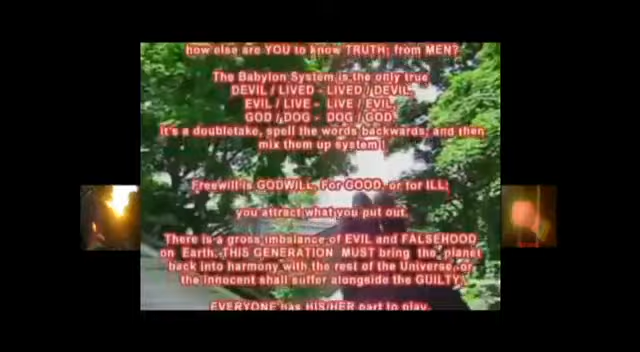 how else are YOU to know TRUTH; from MEN?
The Babylon System is the only true
DEVIL / LIVED - LIVED / DEVIL,
EVIL / LIVE - LIVE / EVIL,
GOD / DOG - DOG / GOD,
it's a doubletake, spell the words backwards, and then
mix them up system!
Freewill is GODWILL. For GOOD, or for ILL;
you attract what you put out.
There is a gross imbalance of EVIL and FALSEHOOD
on Earth. THIS GENERATION MUST bring the planet
back into harmony with the rest of the Universe, or
the innocent shall suffer alongside the GUILTY.
EVERYONE has HIS/HER part to play.